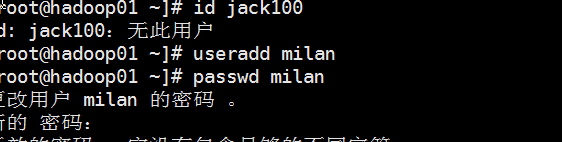 root@hadoop01 ~]# id jack100
d: jack100：无此用户
root@hadoop01 ~]# useradd milan
root@hadoop01 ~]# passwd milan
更改用户 milan 的密码 。
新的 密码：